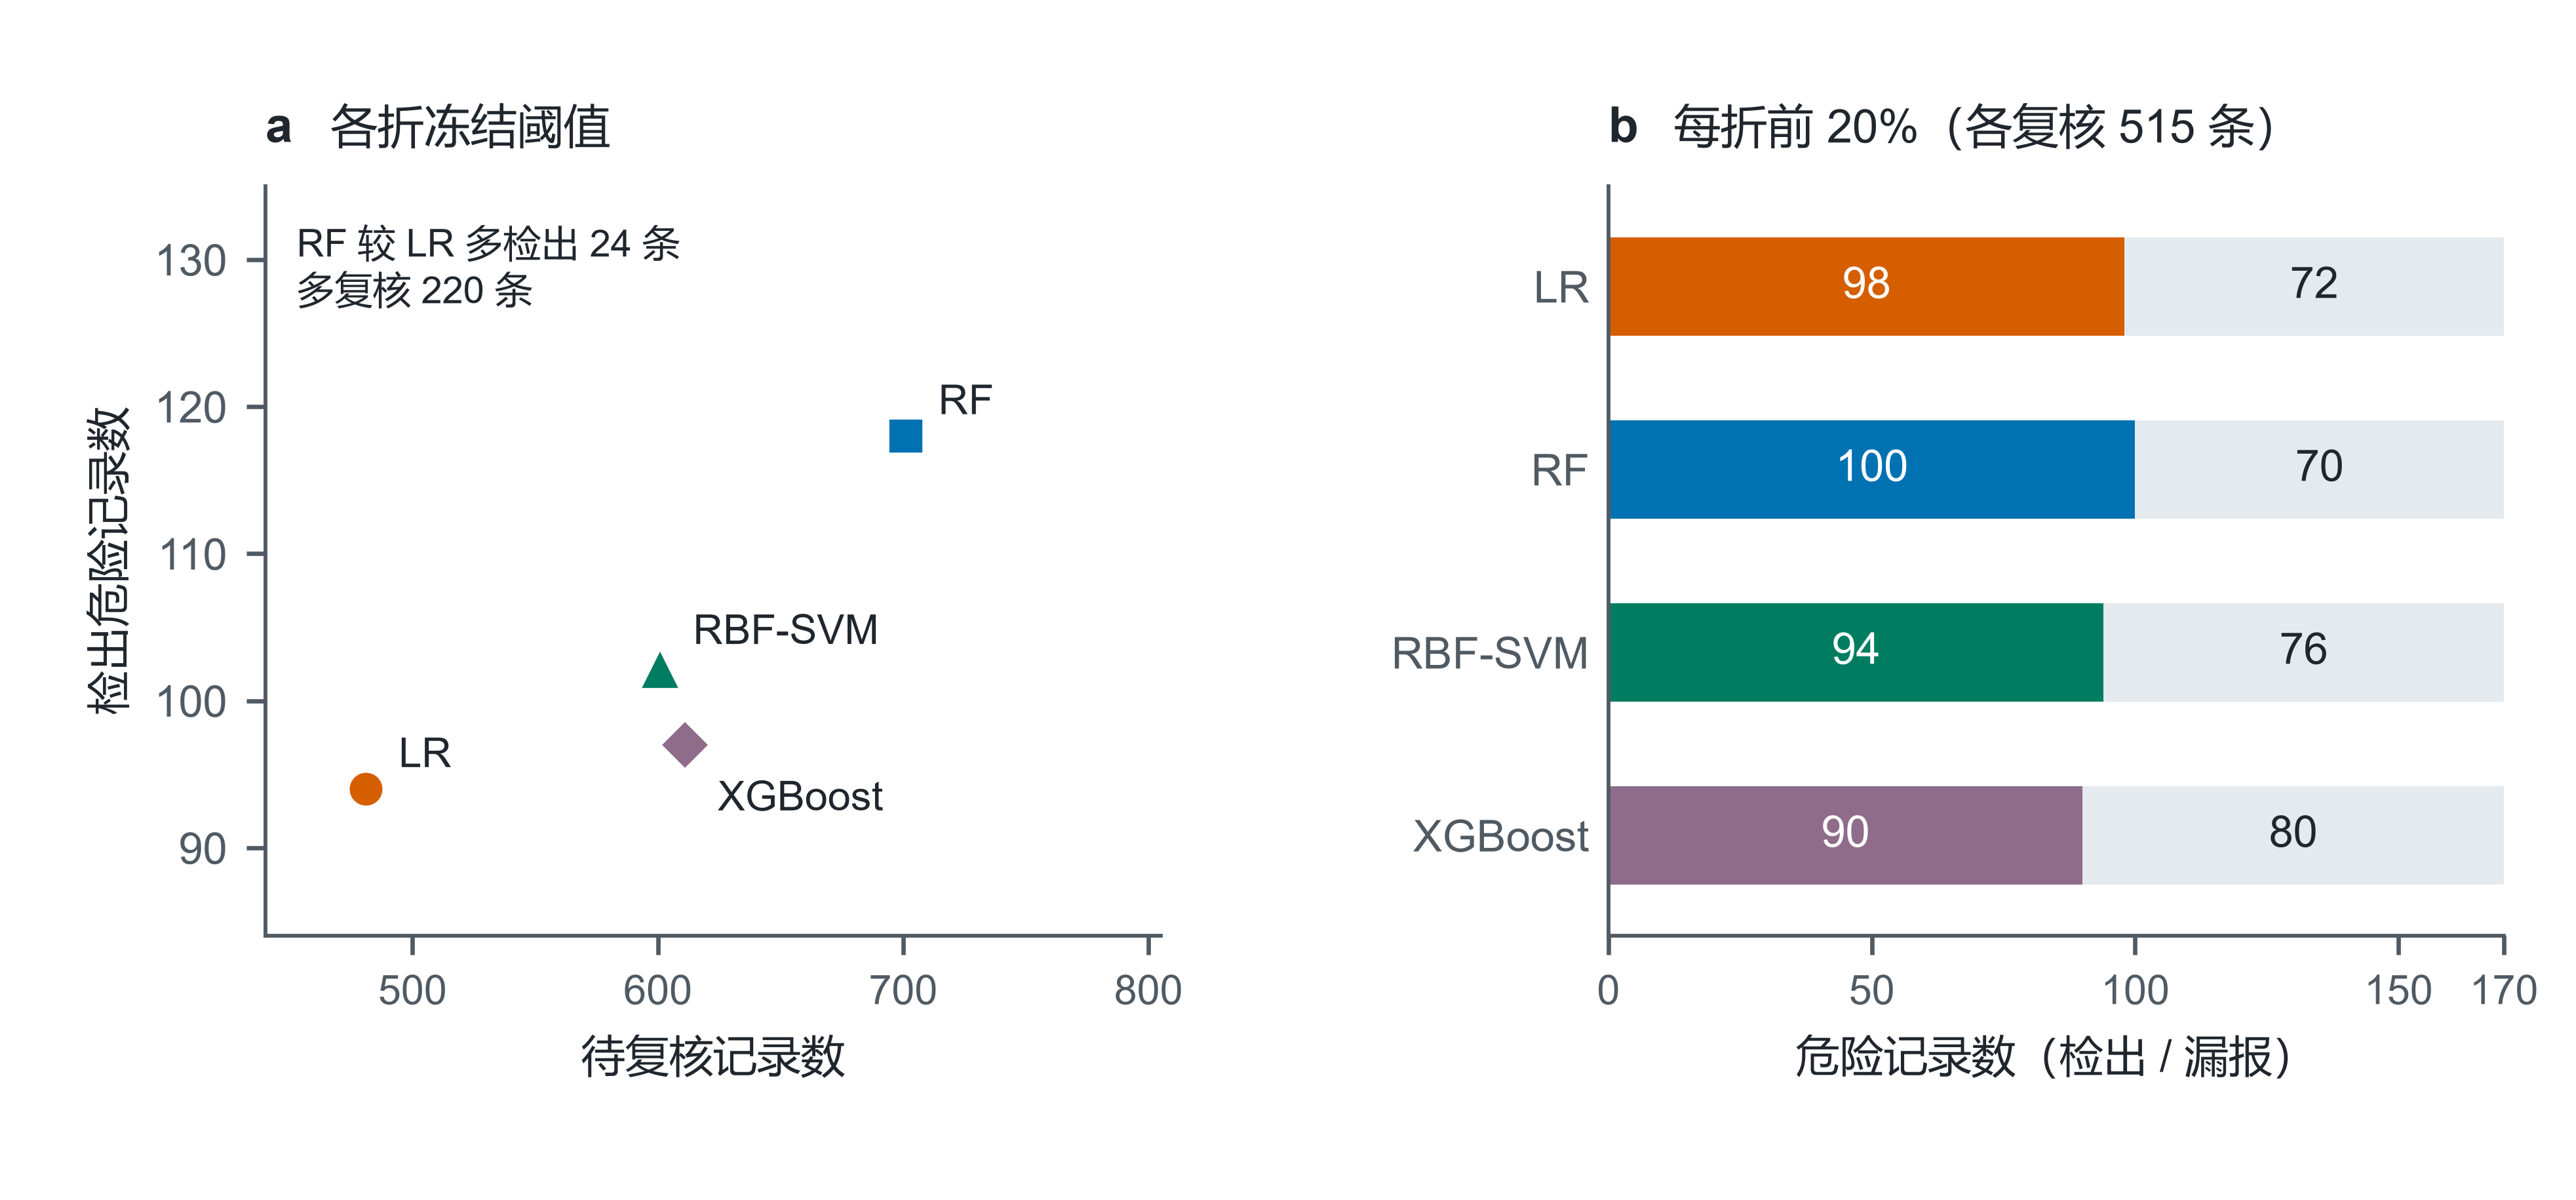 a 各折冻结阈值
RF 较 LR 多检出 24 条
多复核 220 条
检出危险记录数
130
120
110
100
90
RF
RBF-SVM
LR
XGBoost
500 600 700 800
待复核记录数
b 每折前 20%（各复核 515 条）
LR 98 72
RF 100 70
RBF-SVM 94 76
XGBoost 90 80
0 50 100 150 170
危险记录数（检出 / 漏报）